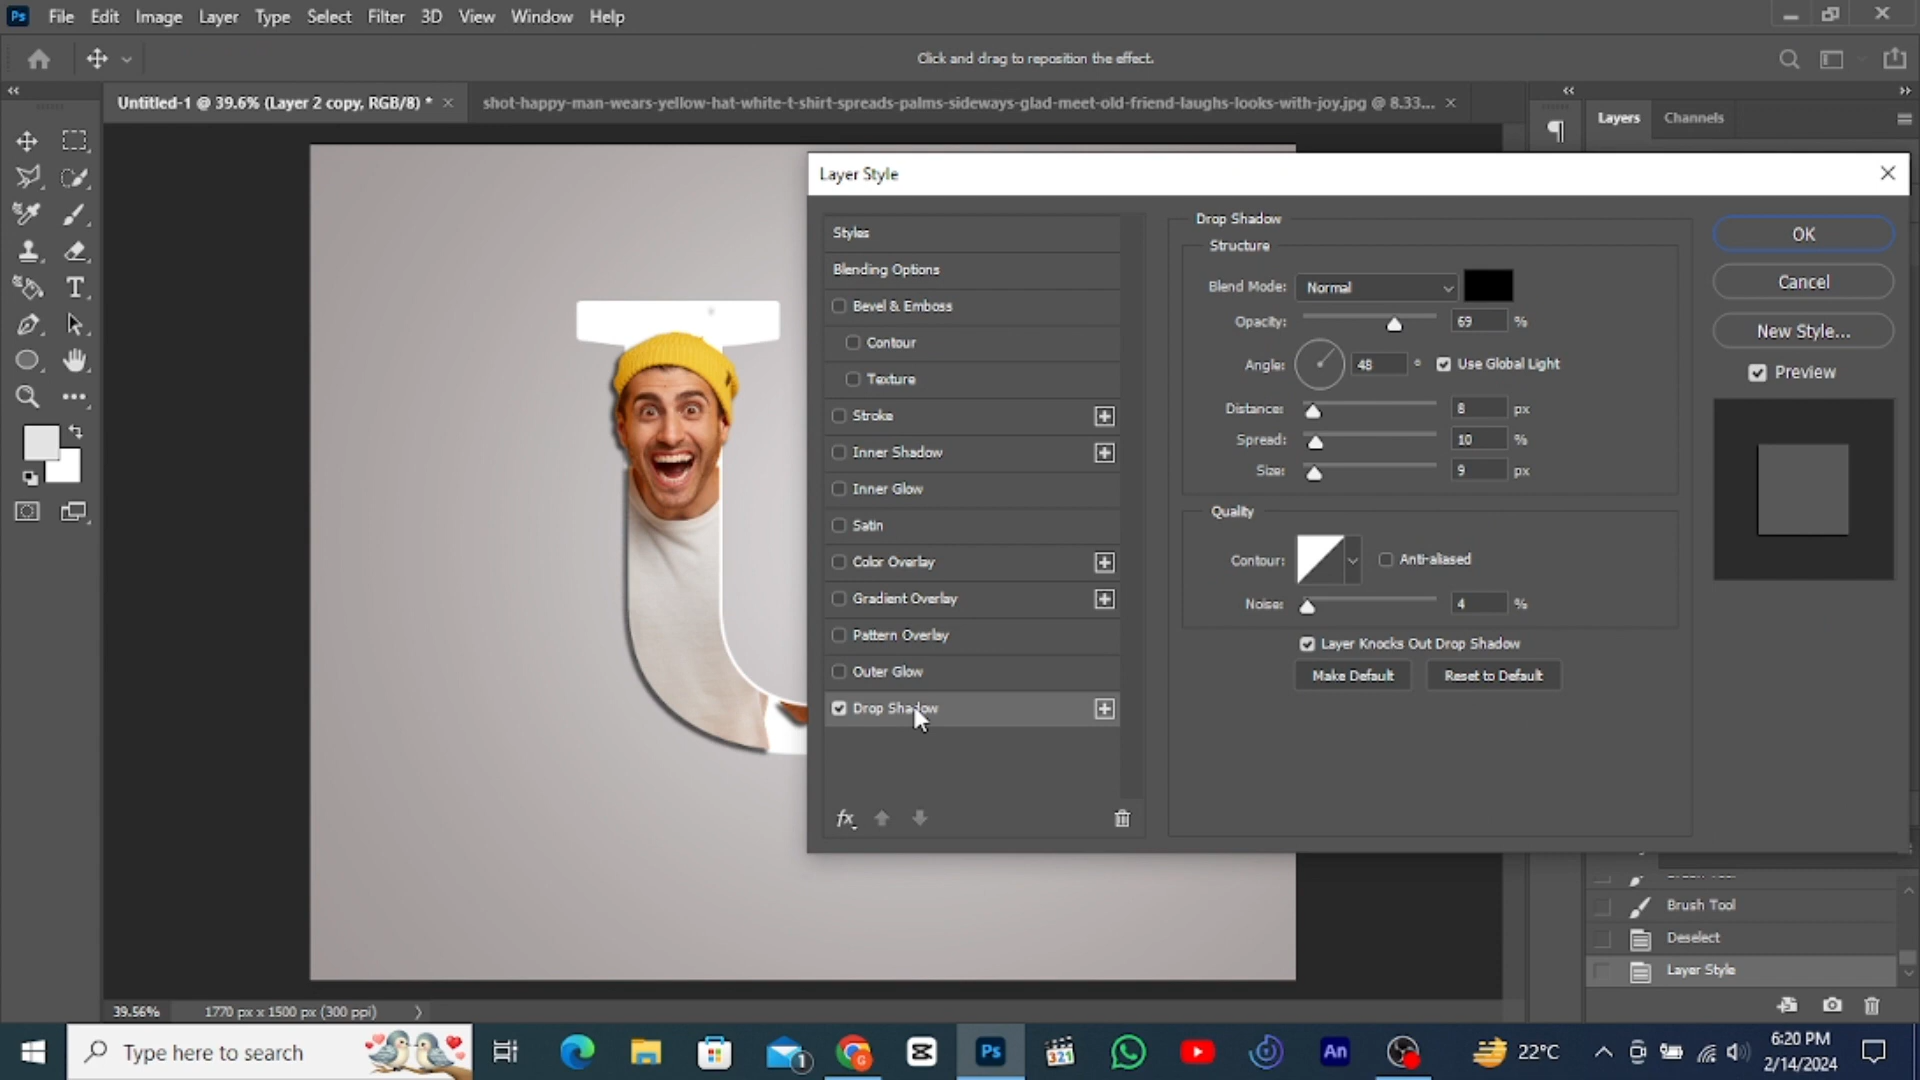 Ps File Edit Image Layer Type Select Filter 3D View Window Help
Click and drag to reposition the effect.
Untitled-1 @ 39.6% (Layer 2 copy, RGB/8) * × shot-happy-man-wears-yellow-hat-white-t-shirt-spreads-palms-sideways-glad-meet-old-friend-laughs-looks-with-joy.jpg @ 8.33... ×
Layers Channels
Layer Style
Styles
Blending Options
Bevel & Emboss
Contour
Texture
Stroke
Inner Shadow
Inner Glow
Satin
Color Overlay
Gradient Overlay
Pattern Overlay
Outer Glow
Drop Shadow
fx
Drop Shadow
Structure
Blend Mode: Normal
Opacity: 69 %
Angle: 48 ° Use Global Light
Distance: 8 px
Spread: 10 %
Size: 9 px
Quality
Contour: Anti-aliased
Noise: 4 %
Layer Knocks Out Drop Shadow
Make Default Reset to Default
OK
Cancel
New Style...
Preview
Brush Tool
Deselect
Layer Style
39.56% 1770 px x 1500 px (300 ppi)
Type here to search
1
G
Ps
321
An
22°C
6:20 PM
2/14/2024